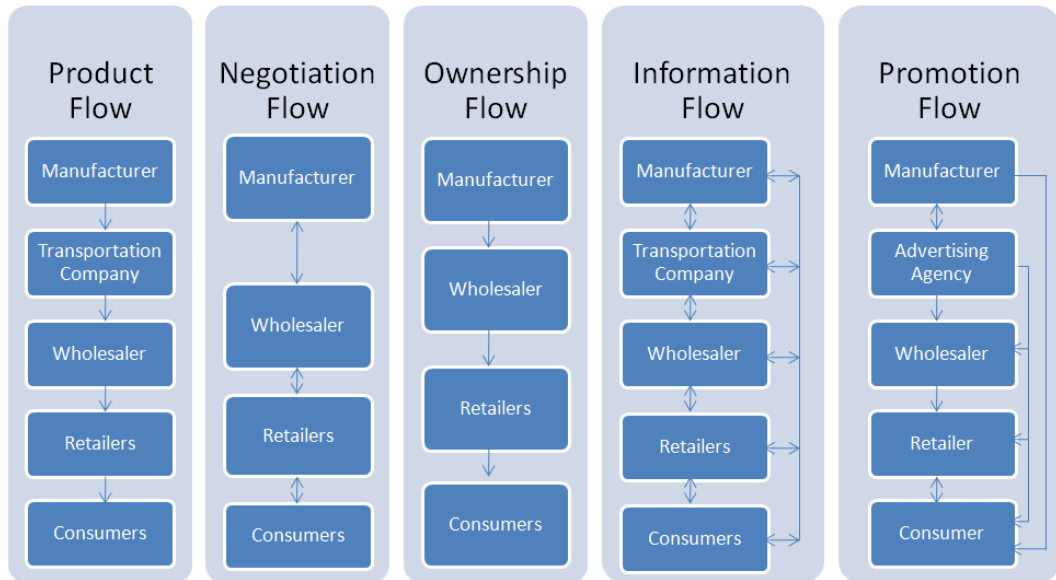 Product
Flow
Manufacturer
Transportation
Company
Wholesaler
Retailers
Consumers
Negotiation
Flow
Manufacturer
Wholesaler
Retailers
Consumers
Ownership
Flow
Manufacturer
Wholesaler
Retailers
Consumers
Information
Flow
Manufacturer
Transportation
Company
Wholesaler
Retailers
Consumers
Promotion
Flow
Manufacturer
Advertising
Agency
Wholesaler
Retailer
Consumer